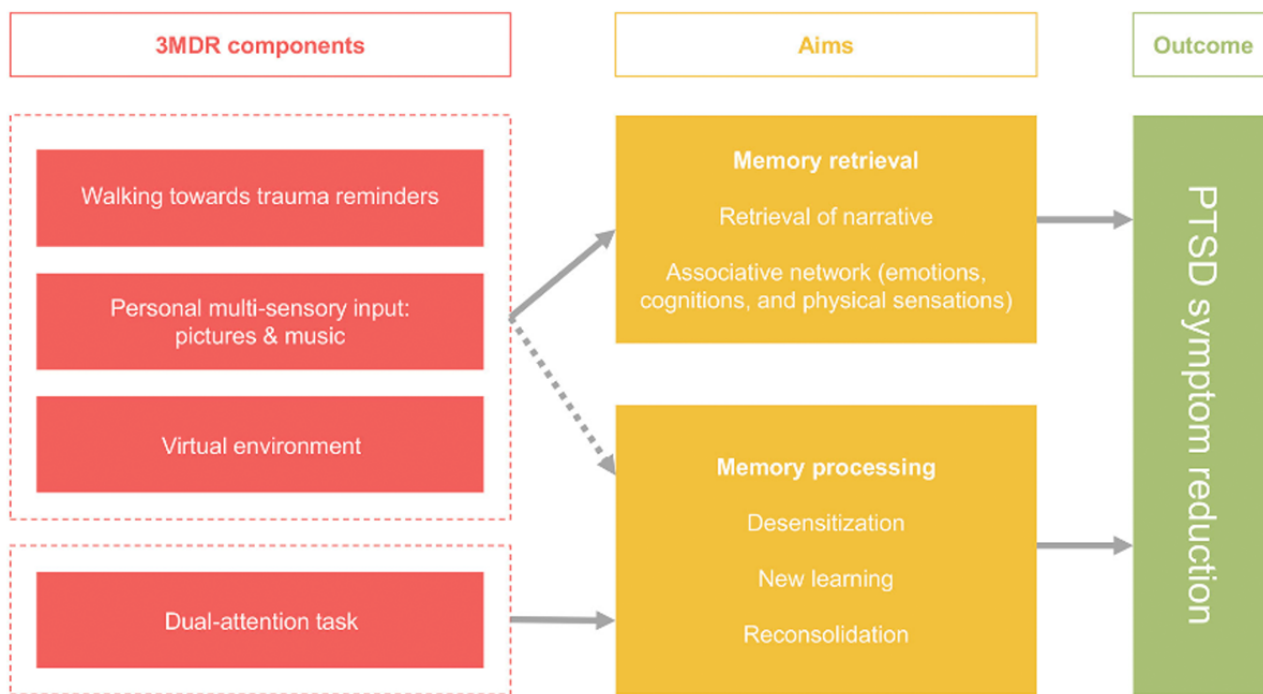 3MDR components
Aims
Outcome
Walking towards trauma reminders
Personal multi-sensory input:
pictures & music
Virtual environment
Dual-attention task
Memory retrieval
Retrieval of narrative
Associative network (emotions,
cognitions, and physical sensations)
Memory processing
Desensitization
New learning
Reconsolidation
PTSD symptom reduction